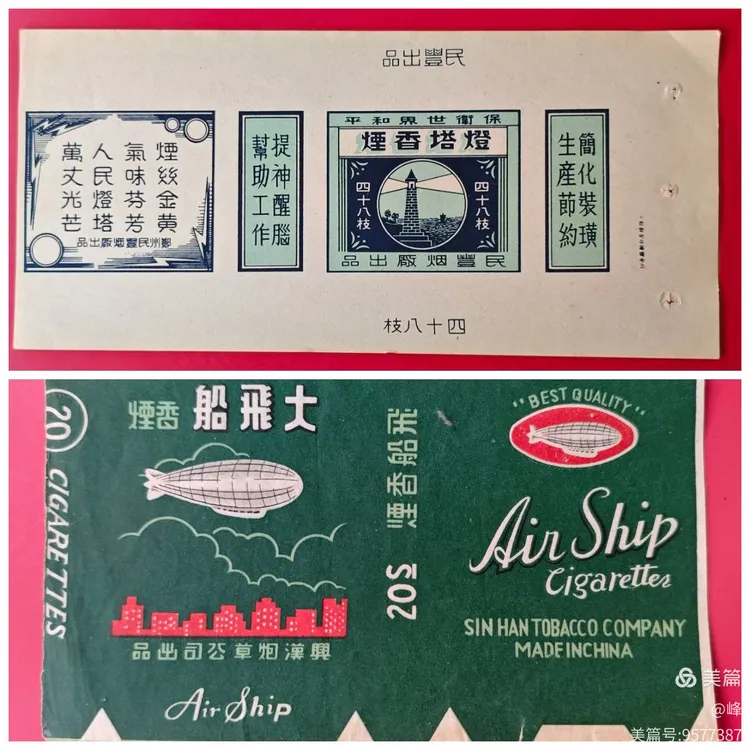 民豐出品
簡化裝璜
生產節約
保衛世界和平
燈塔香煙
四十八枝
四十八枝
民豐烟廠出品
提神醒腦
幫助工作
煙絲金黃
氣味芬芳
人民燈塔
萬丈光芒
鄭州民豐烟廠出品
四十八枝
20 CIGARETTES
大飛船香煙
興漢烟草公司出品
Air Ship
飛船香煙
20S
"BEST QUALITY"
Air Ship
Cigarettes
SIN HAN TOBACCO COMPANY
MADE IN CHINA
美篇
@峰
美篇号:9577387